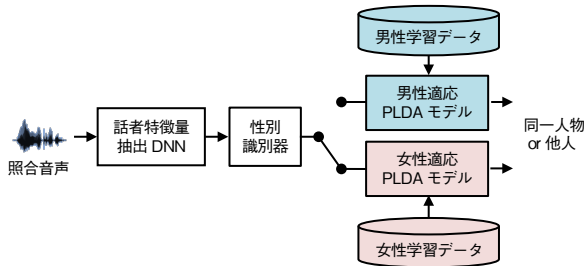 男性学習データ
照合音声
話者特徴量
抽出 DNN
性別
識別器
男性適応
PLDA モデル
女性適応
PLDA モデル
同一人物
or 他人
女性学習データ